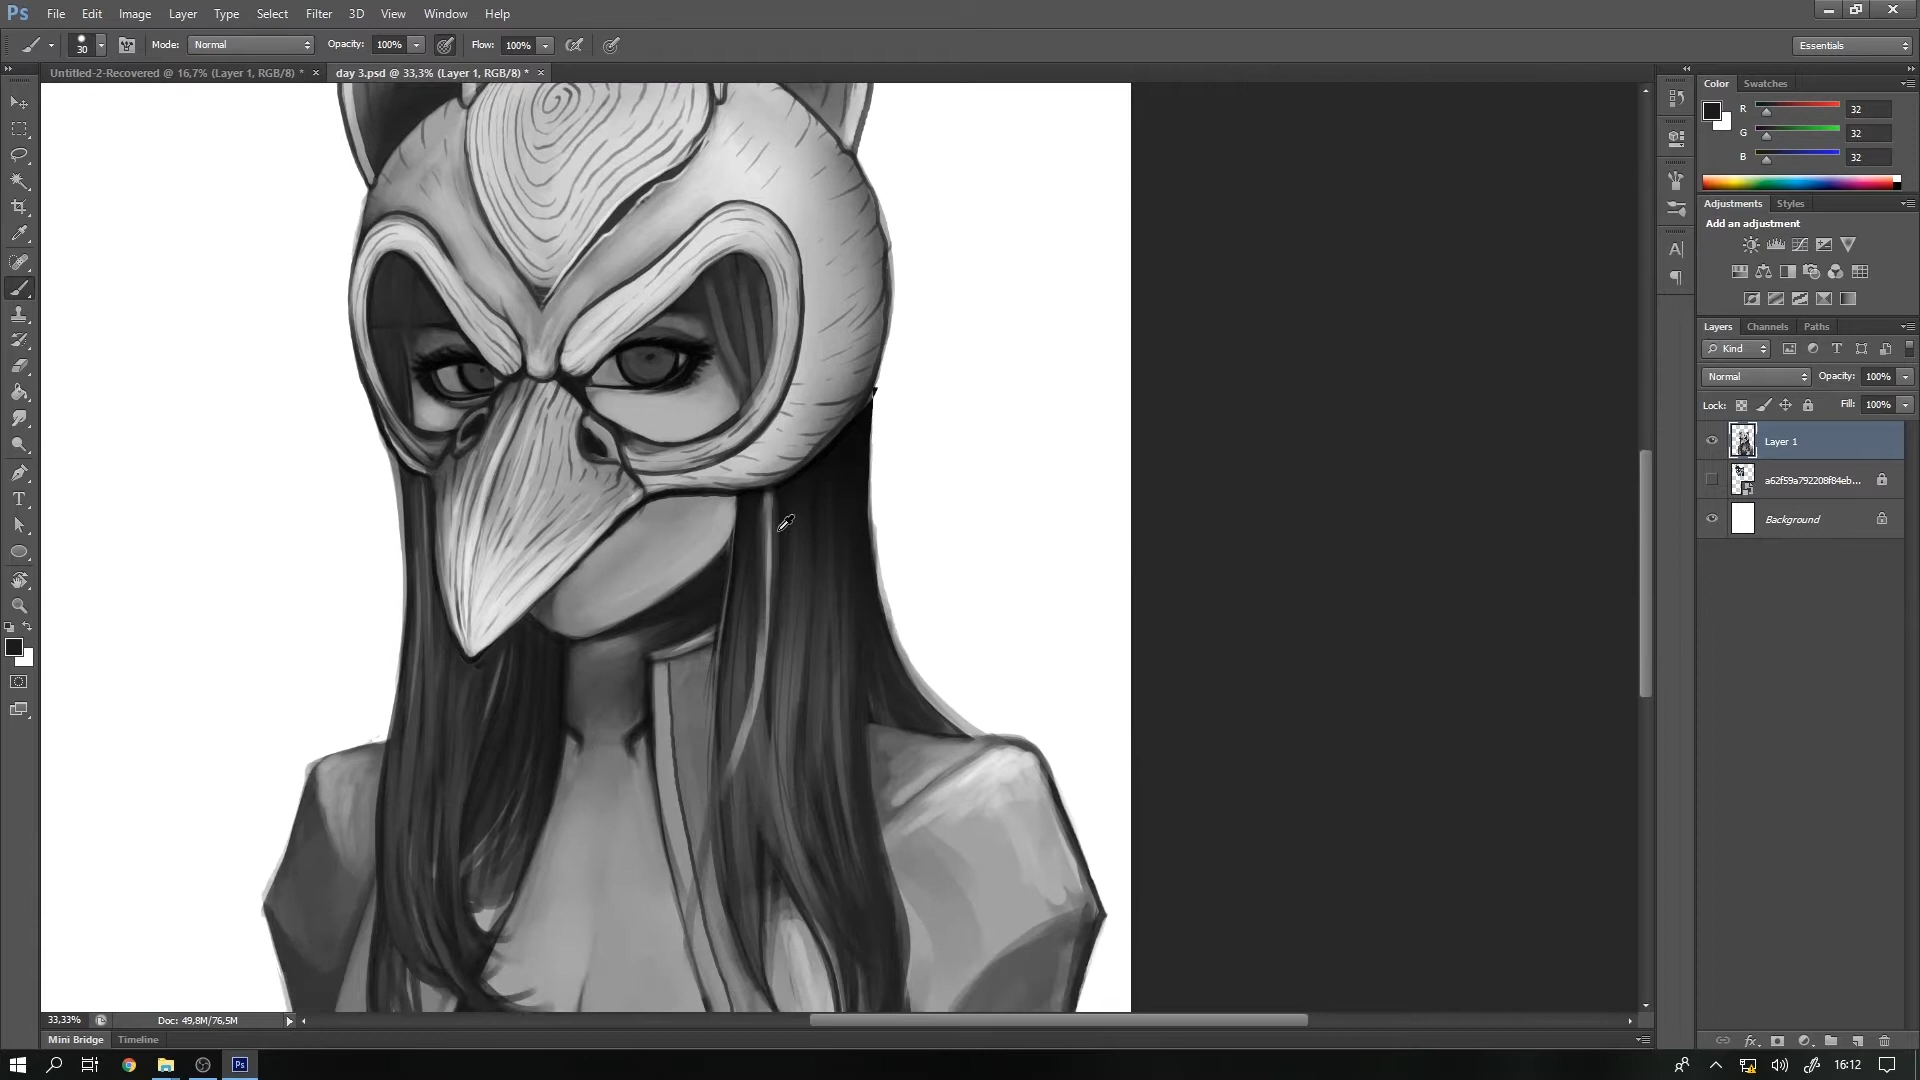 Ps File Edit Image Layer Type Select Filter 3D View Window Help
30 Mode: Normal Opacity: 100% Flow: 100% Essentials
Untitled-2-Recovered @ 16,7% (Layer 1, RGB/8) * × day 3.psd @ 33,3% (Layer 1, RGB/8) * ×
Color Swatches
R 32
G 32
B 32
Adjustments Styles
Add an adjustment
Layers Channels Paths
Kind
Normal Opacity: 100%
Lock: Fill: 100%
Layer 1
a62f59a792208f84eb...
Background
33,33% Doc: 49,8M/76,5M
Mini Bridge Timeline
Ps 16:12